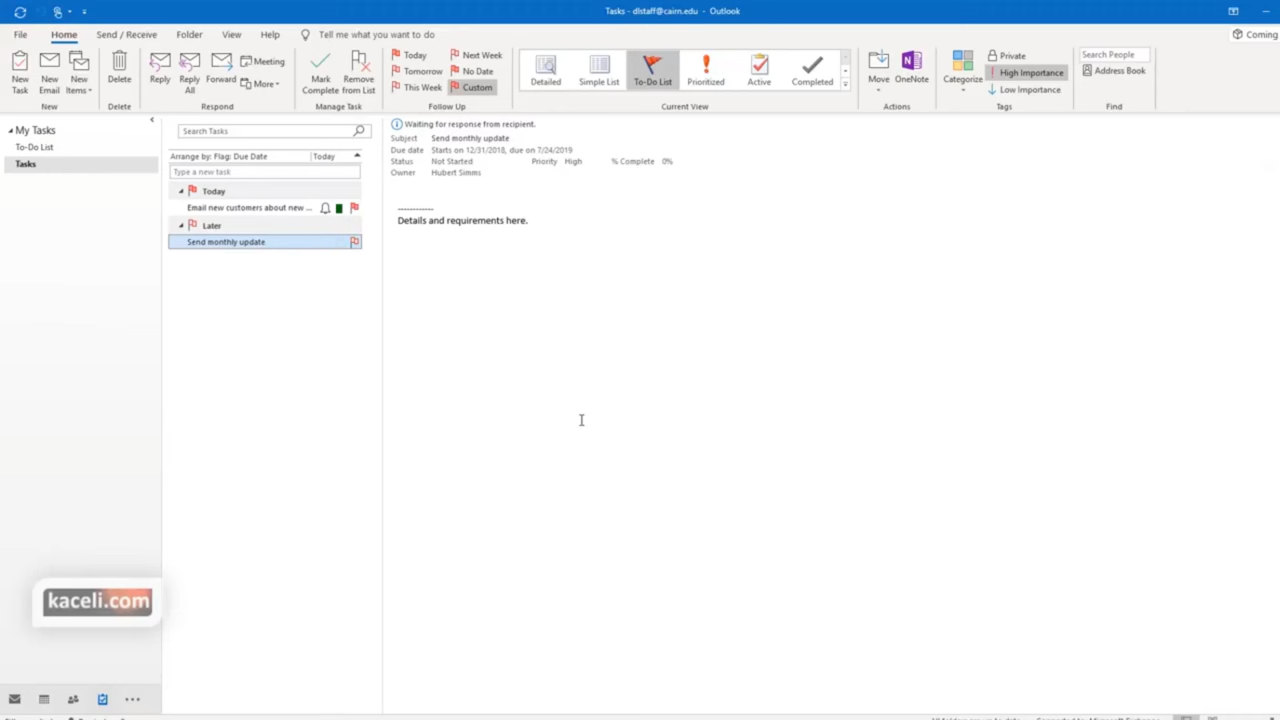 Tasks - dlstaff@cairn.edu - Outlook
File Home Send / Receive Folder View Help Tell me what you want to do Coming
New Task
New Email
New Items
New
Delete
Delete
Reply
Reply All
Forward
Meeting
More
Respond
Mark Complete
Remove from List
Manage Task
Today
Tomorrow
This Week
Next Week
No Date
Custom
Follow Up
Detailed
Simple List
To-Do List
Prioritized
Active
Completed
Current View
Move
OneNote
Actions
Categorize
Private
High Importance
Low Importance
Tags
Search People
Address Book
Find
My Tasks
To-Do List
Tasks
Search Tasks
Arrange by: Flag: Due Date Today
Type a new task
Today
Email new customers about new ...
Later
Send monthly update
Waiting for response from recipient.
Subject Send monthly update
Due date Starts on 12/31/2018, due on 7/24/2019
Status Not Started Priority High % Complete 0%
Owner Hubert Simms
------------
Details and requirements here.
kaceli.com